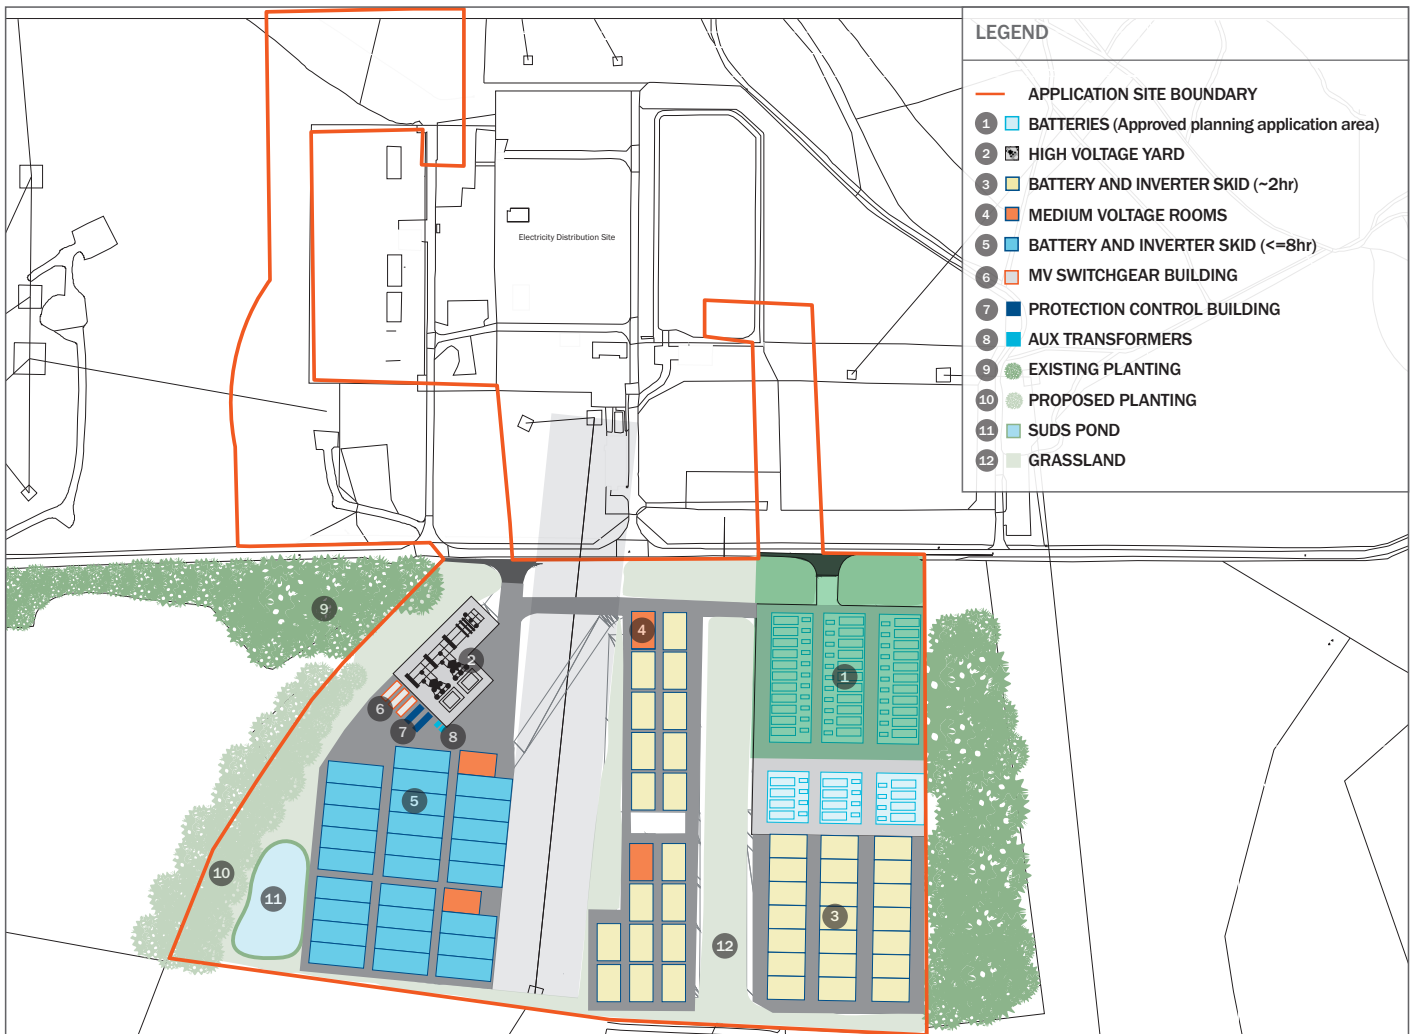 LEGEND
APPLICATION SITE BOUNDARY
1 BATTERIES (Approved planning application area)
2 HIGH VOLTAGE YARD
3 BATTERY AND INVERTER SKID (~2hr)
4 MEDIUM VOLTAGE ROOMS
5 BATTERY AND INVERTER SKID (<=8hr)
6 MV SWITCHGEAR BUILDING
7 PROTECTION CONTROL BUILDING
8 AUX TRANSFORMERS
9 EXISTING PLANTING
10 PROPOSED PLANTING
11 SUDS POND
12 GRASSLAND
Electricity Distribution Site
9
4
2
1
6
7
8
5
10
11
3
12